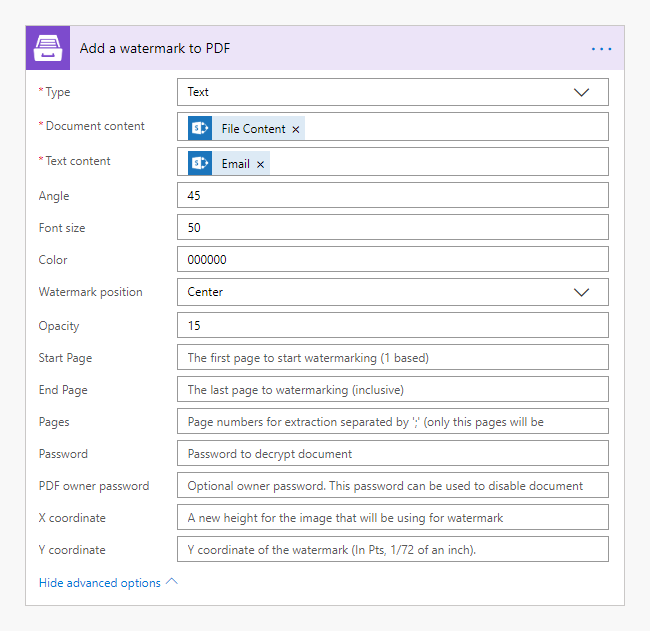 Add a watermark to PDF ...
* Type Text
* Document content File Content ×
* Text content Email ×
Angle 45
Font size 50
Color 000000
Watermark position Center
Opacity 15
Start Page The first page to start watermarking (1 based)
End Page The last page to watermarking (inclusive)
Pages Page numbers for extraction separated by ';' (only this pages will be
Password Password to decrypt document
PDF owner password Optional owner password. This password can be used to disable document
X coordinate A new height for the image that will be using for watermark
Y coordinate Y coordinate of the watermark (In Pts, 1/72 of an inch).
Hide advanced options